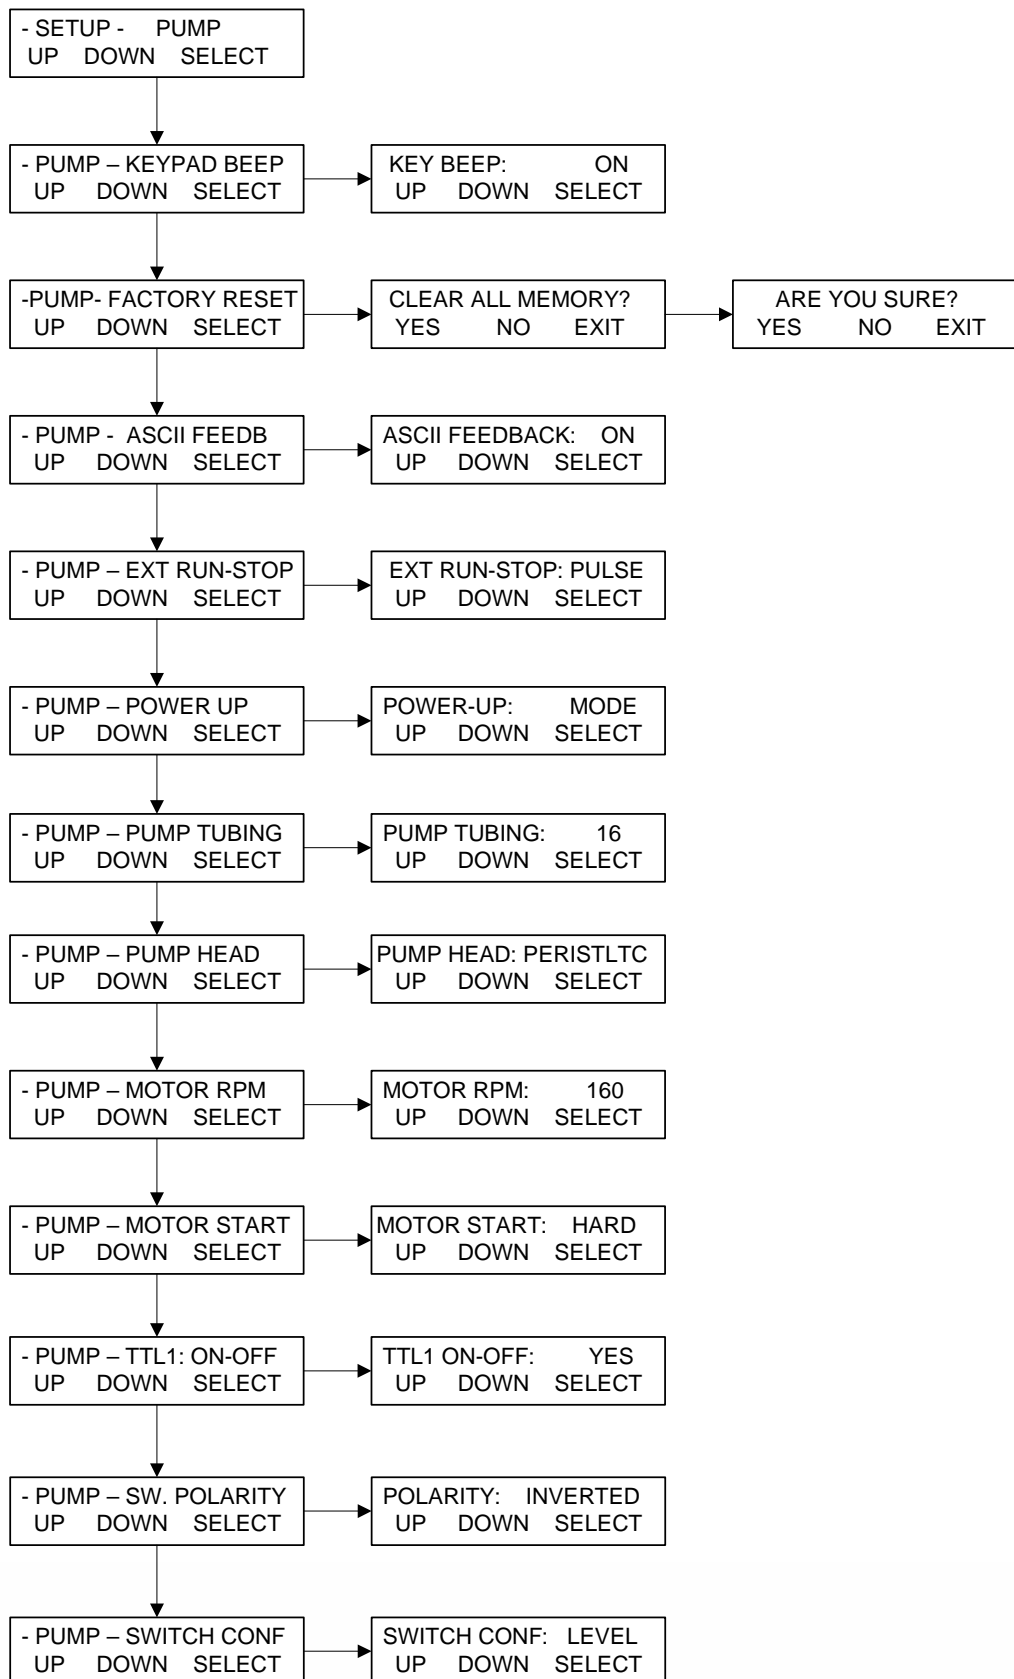 - SETUP - PUMP
UP DOWN SELECT
- PUMP – KEYPAD BEEP
UP DOWN SELECT
KEY BEEP: ON
UP DOWN SELECT
-PUMP- FACTORY RESET
UP DOWN SELECT
CLEAR ALL MEMORY?
YES NO EXIT
ARE YOU SURE?
YES NO EXIT
- PUMP - ASCII FEEDB
UP DOWN SELECT
ASCII FEEDBACK: ON
UP DOWN SELECT
- PUMP – EXT RUN-STOP
UP DOWN SELECT
EXT RUN-STOP: PULSE
UP DOWN SELECT
- PUMP – POWER UP
UP DOWN SELECT
POWER-UP: MODE
UP DOWN SELECT
- PUMP – PUMP TUBING
UP DOWN SELECT
PUMP TUBING: 16
UP DOWN SELECT
- PUMP – PUMP HEAD
UP DOWN SELECT
PUMP HEAD: PERISTLTC
UP DOWN SELECT
- PUMP – MOTOR RPM
UP DOWN SELECT
MOTOR RPM: 160
UP DOWN SELECT
- PUMP – MOTOR START
UP DOWN SELECT
MOTOR START: HARD
UP DOWN SELECT
- PUMP – TTL1: ON-OFF
UP DOWN SELECT
TTL1 ON-OFF: YES
UP DOWN SELECT
- PUMP – SW. POLARITY
UP DOWN SELECT
POLARITY: INVERTED
UP DOWN SELECT
- PUMP – SWITCH CONF
UP DOWN SELECT
SWITCH CONF: LEVEL
UP DOWN SELECT